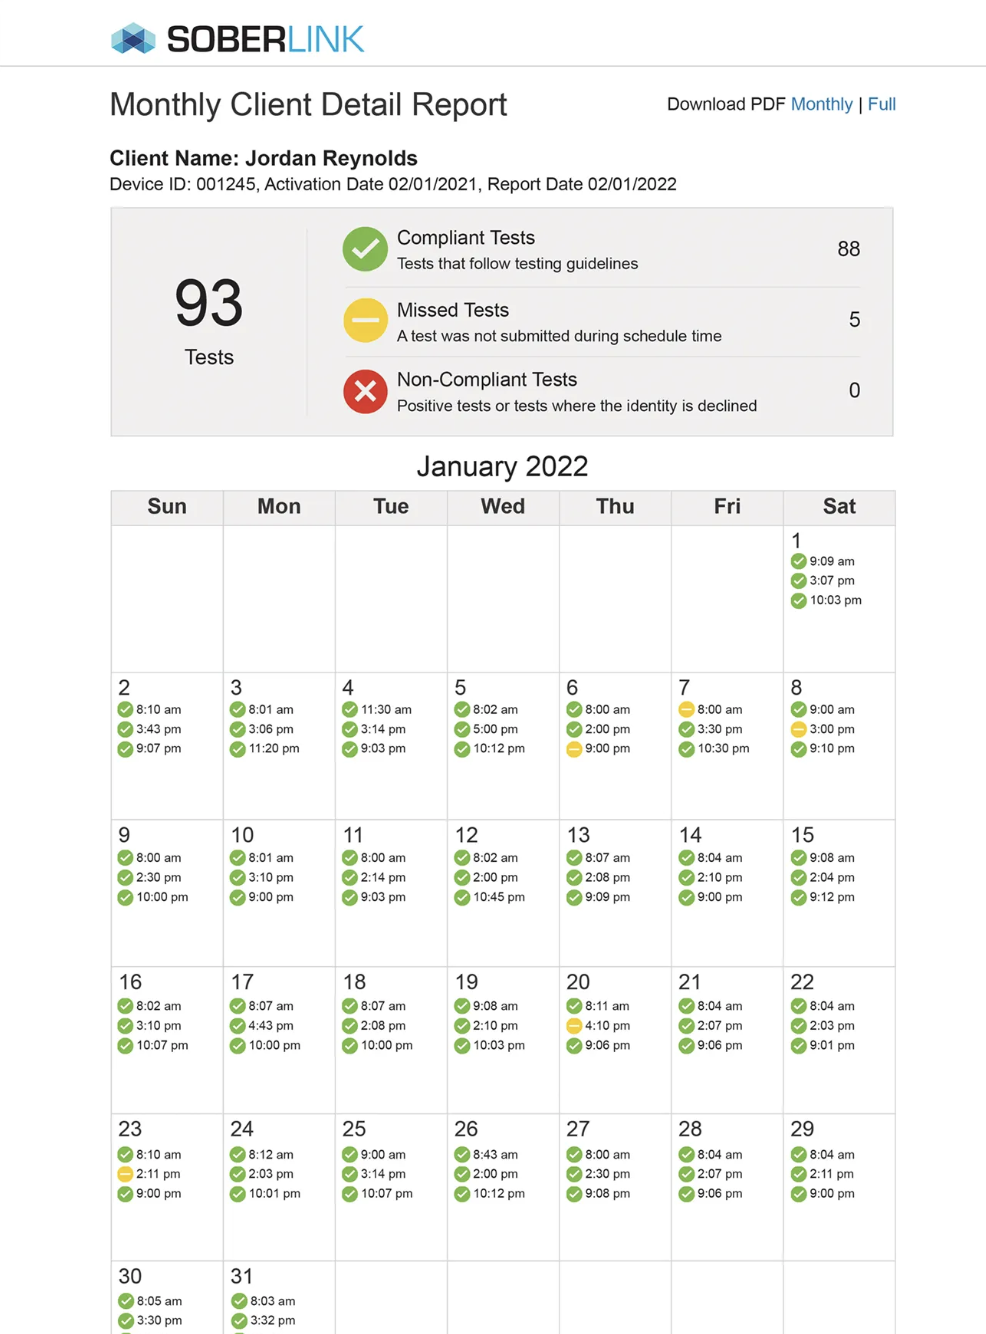 SOBERLINK
Monthly Client Detail Report
Download PDF Monthly | Full
Client Name: Jordan Reynolds
Device ID: 001245, Activation Date 02/01/2021, Report Date 02/01/2022
93
Tests
Compliant Tests
Tests that follow testing guidelines
88
Missed Tests
A test was not submitted during schedule time
5
Non-Compliant Tests
Positive tests or tests where the identity is declined
0
January 2022
Sun Mon Tue Wed Thu Fri Sat
1
9:09 am
3:07 pm
10:03 pm
2 3 4 5 6 7 8
8:10 am 8:01 am 11:30 am 8:02 am 8:00 am 8:00 am 9:00 am
3:43 pm 3:06 pm 3:14 pm 5:00 pm 2:00 pm 3:30 pm 3:00 pm
9:07 pm 11:20 pm 9:03 pm 10:12 pm 9:00 pm 10:30 pm 9:10 pm
9 10 11 12 13 14 15
8:00 am 8:01 am 8:00 am 8:02 am 8:07 am 8:04 am 9:08 am
2:30 pm 3:10 pm 2:14 pm 2:00 pm 2:08 pm 2:10 pm 2:04 pm
10:00 pm 9:00 pm 9:03 pm 10:45 pm 9:09 pm 9:00 pm 9:12 pm
16 17 18 19 20 21 22
8:02 am 8:07 am 8:07 am 9:08 am 8:11 am 8:04 am 8:04 am
3:10 pm 4:43 pm 2:08 pm 2:10 pm 4:10 pm 2:07 pm 2:03 pm
10:07 pm 10:00 pm 10:00 pm 10:03 pm 9:06 pm 9:06 pm 9:01 pm
23 24 25 26 27 28 29
8:10 am 8:12 am 9:00 am 8:43 am 8:00 am 8:04 am 8:04 am
2:11 pm 2:03 pm 3:14 pm 2:00 pm 2:30 pm 2:07 pm 2:11 pm
9:00 pm 10:01 pm 10:07 pm 10:12 pm 9:08 pm 9:06 pm 9:00 pm
30 31
8:05 am 8:03 am
3:30 pm 3:32 pm